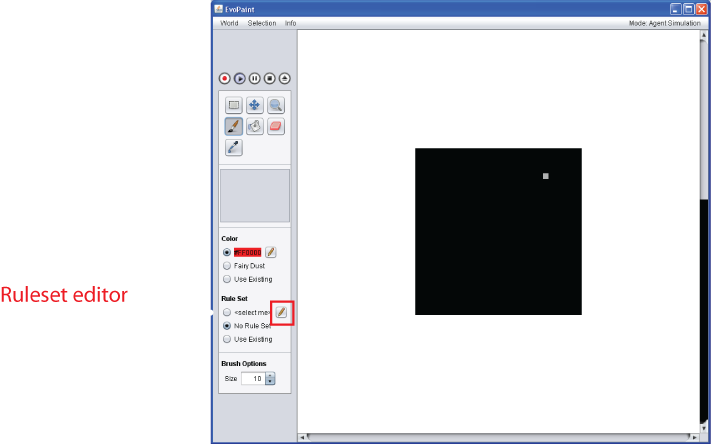 EvoPaint
World Selection Info Mode: Agent Simulation
Color
#FF0000
Fairy Dust
Use Existing
Ruleset editor
Rule Set
<select me>
No Rule Set
Use Existing
Brush Options
Size 10